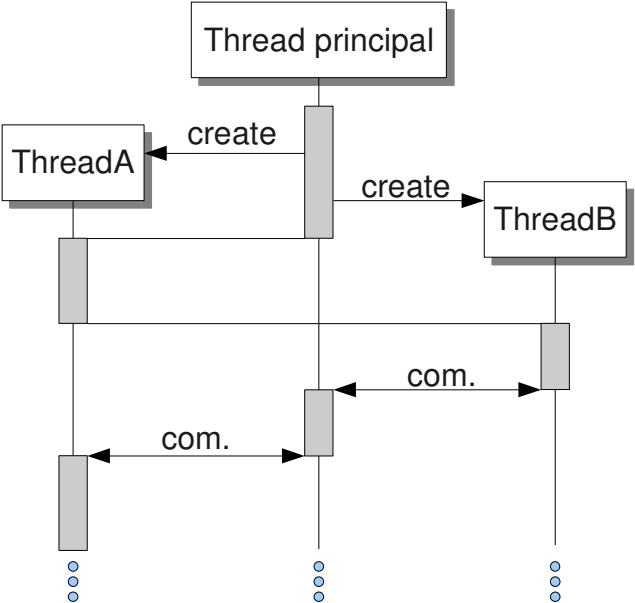 Thread principal
create
ThreadA
create
ThreadB
com.
com.